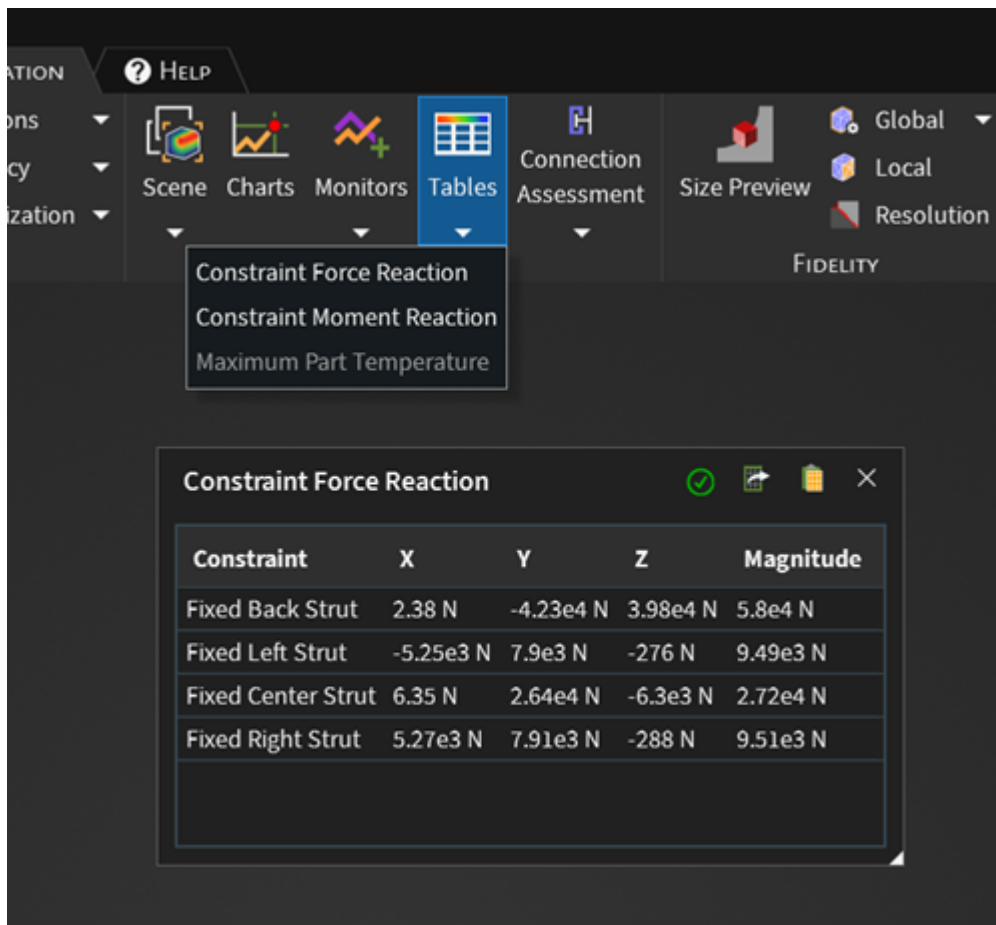 ATION
HELP
ons
Global
cy
Scene Charts Monitors Tables Connection Assessment Size Preview
Local
ization
Resolution
FIDELITY
Constraint Force Reaction
Constraint Moment Reaction
Maximum Part Temperature
Constraint Force Reaction
Constraint X Y Z Magnitude
Fixed Back Strut 2.38 N -4.23e4 N 3.98e4 N 5.8e4 N
Fixed Left Strut -5.25e3 N 7.9e3 N -276 N 9.49e3 N
Fixed Center Strut 6.35 N 2.64e4 N -6.3e3 N 2.72e4 N
Fixed Right Strut 5.27e3 N 7.91e3 N -288 N 9.51e3 N